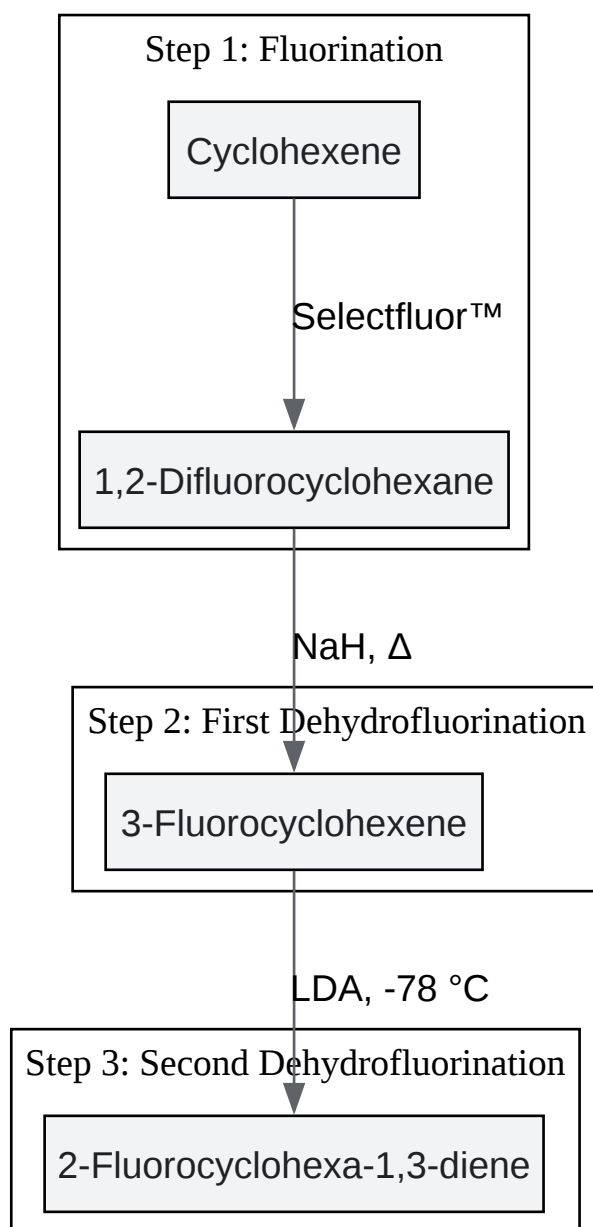 Step 1: Fluorination
Cyclohexene
Selectfluor™
1,2-Difluorocyclohexane
NaH, Δ
Step 2: First Dehydrofluorination
3-Fluorocyclohexene
LDA, -78 °C
Step 3: Second Dehydrofluorination
2-Fluorocyclohexa-1,3-diene